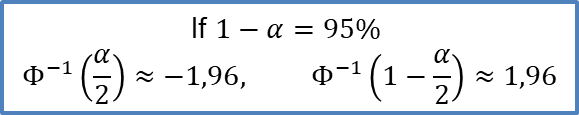 If 1 − α = 95%
Φ⁻¹(α/2) ≈ −1,96, Φ⁻¹(1 − α/2) ≈ 1,96